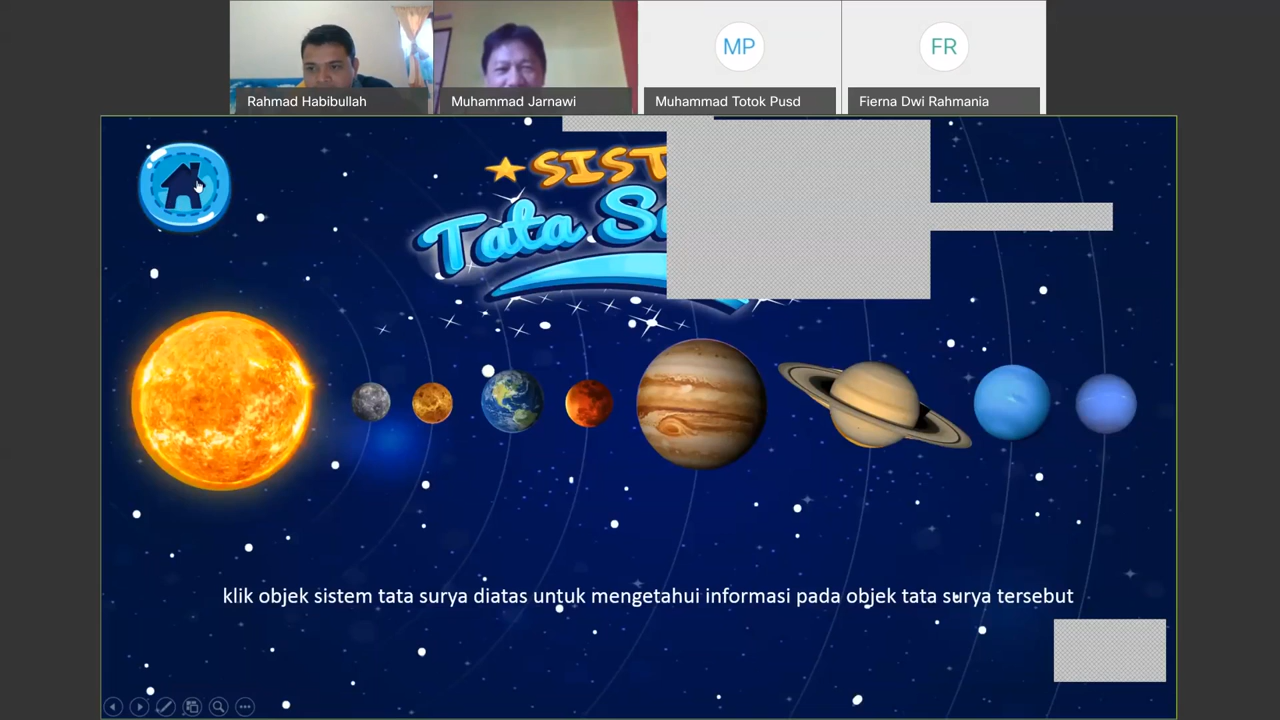 MP
FR
Rahmad Habibullah
Muhammad Jarnawi
Muhammad Totok Pusd
Fierna Dwi Rahmania
Tata
klik objek sistem tata surya diatas untuk mengetahui informasi pada objek tata surya tersebut